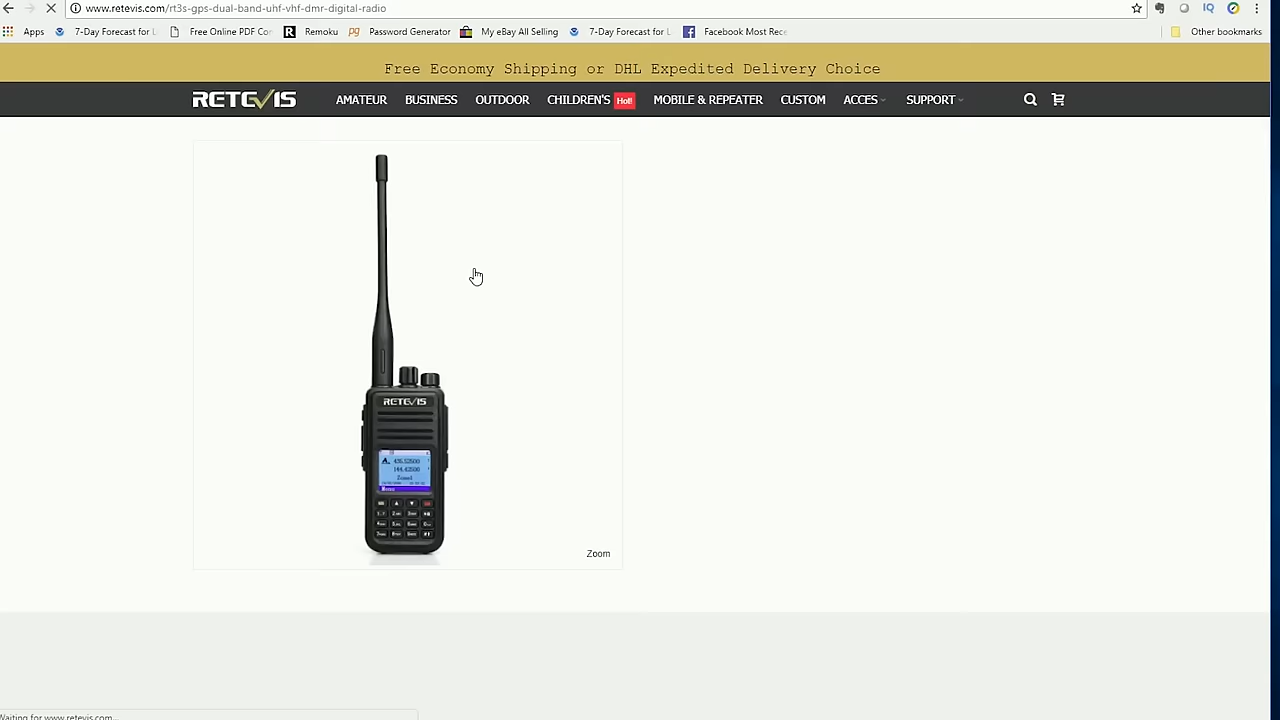 www.retevis.com/rt3s-gps-dual-band-uhf-vhf-dmr-digital-radio
Apps 7-Day Forecast for L Free Online PDF Con R Remoku pg Password Generator My eBay All Selling 7-Day Forecast for L Facebook Most Rece Other bookmarks
Free Economy Shipping or DHL Expedited Delivery Choice
RETEVIS AMATEUR BUSINESS OUTDOOR CHILDREN'S Hot! MOBILE & REPEATER CUSTOM ACCES SUPPORT
RETEVIS
Zoom
Waiting for www.retevis.com...